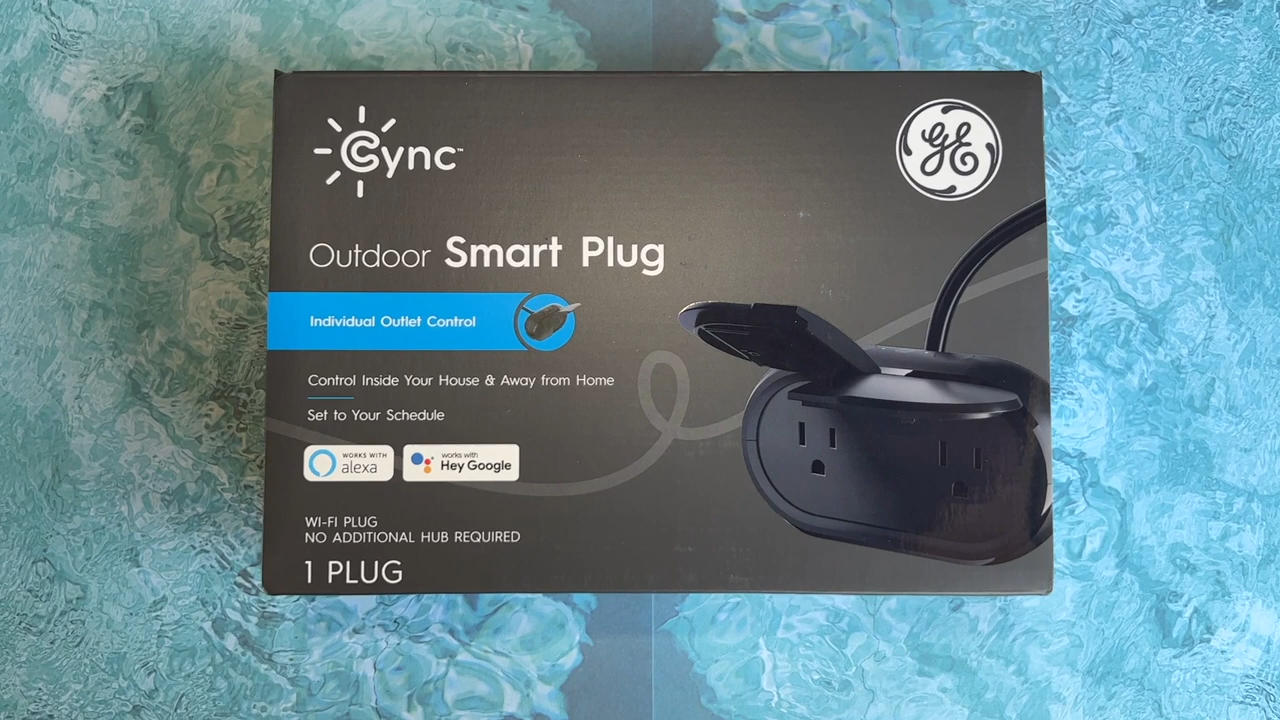 Cync™
GE
Outdoor Smart Plug
Individual Outlet Control
Control Inside Your House & Away from Home
Set to Your Schedule
WORKS WITH
alexa
works with
Hey Google
WI-FI PLUG
NO ADDITIONAL HUB REQUIRED
1 PLUG